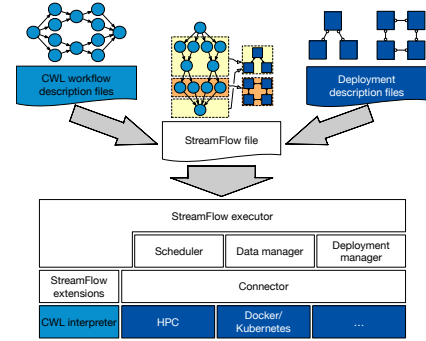 CWL workflow
description files
Deployment
description files
StreamFlow file
StreamFlow executor
Scheduler
Data manager
Deployment
manager
StreamFlow
extensions
Connector
CWL interpreter
HPC
Docker/
Kubernetes
...